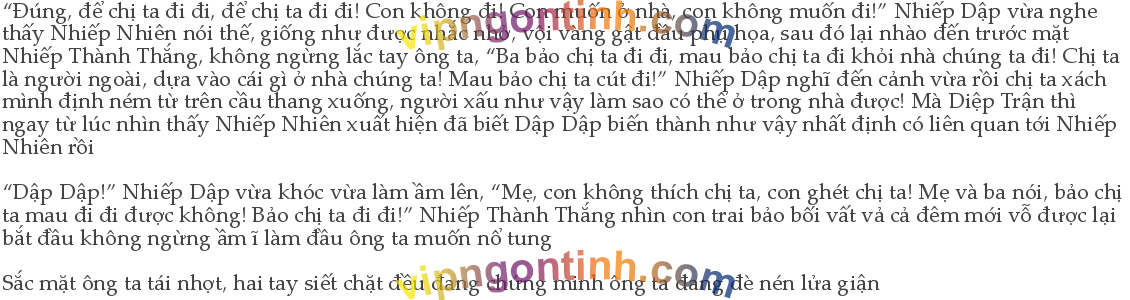 “Đúng, để chị ta đi đi, để chị ta đi đi! Con không đi! Con muốn ở nhà, con không muốn đi!” Nhiếp Dập vừa nghe
thấy Nhiếp Nhiên nói thế, giống như được nhắc nhở, vội vàng gật đầu phụ họa, sau đó lại nhào đến trước mặt
Nhiếp Thành Thắng, không ngừng lắc tay ông ta, “Ba bảo chị ta đi đi, mau bảo chị ta đi khỏi nhà chúng ta đi! Chị ta
là người ngoài, dựa vào cái gì ở nhà chúng ta! Mau bảo chị ta cút đi!” Nhiếp Dập nghĩ đến cảnh vừa rồi chị ta xách
mình định ném từ trên cầu thang xuống, người xấu như vậy làm sao có thể ở trong nhà được! Mà Diệp Trận thì
ngay từ lúc nhìn thấy Nhiếp Nhiên xuất hiện đã biết Dập Dập biến thành như vậy nhất định có liên quan tới Nhiếp
Nhiên rồi
“Dập Dập!” Nhiếp Dập vừa khóc vừa làm ầm lên, “Mẹ, con không thích chị ta, con ghét chị ta! Mẹ và ba nói, bảo chị
ta mau đi đi được không! Bảo chị ta đi đi!” Nhiếp Thành Thắng nhìn con trai bảo bối vất vả cả đêm mới vỗ được lại
bắt đầu không ngừng ầm ĩ làm đầu ông ta muốn nổ tung
Sắc mặt ông ta tái nhợt, hai tay siết chặt đều đang chứng minh ông ta đang đè nén lửa giận
vipngontinh.com
vipngontinh.com